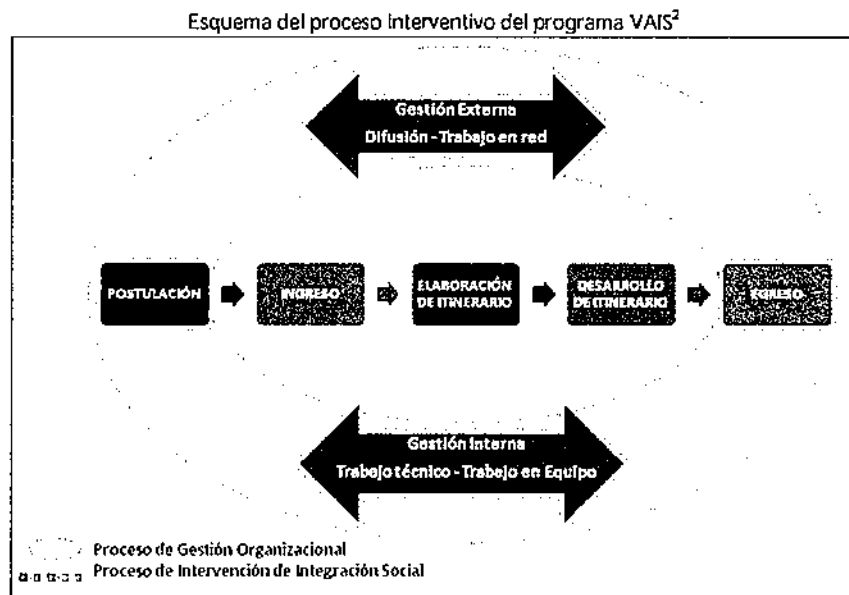 Esquema del proceso interventivo del programa VAIS²
Gestión Externa
Difusión - Trabajo en red
POSTULACIÓN
INGRESO
ELABORACIÓN
DE ITINERARIO
DESARROLLO
DE ITINERARIO
EGRESO
Gestión Interna
Trabajo técnico - Trabajo en Equipo
Proceso de Gestión Organizacional
Proceso de Intervención de Integración Social